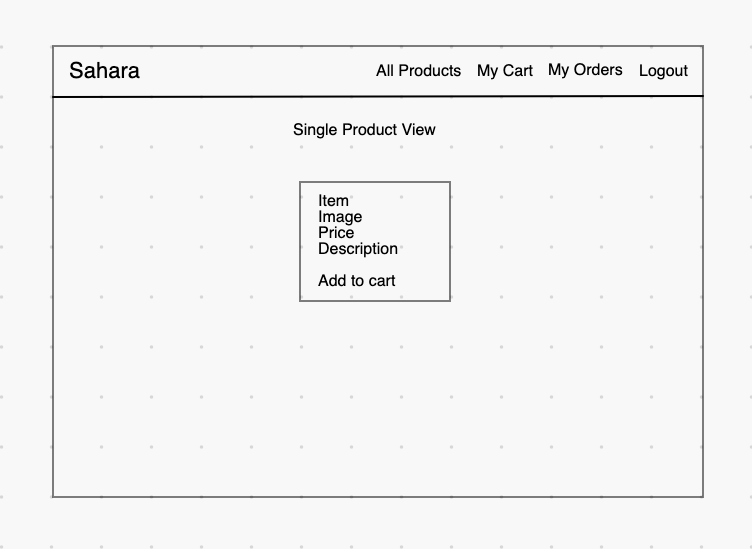 Sahara
All Products My Cart My Orders Logout
Single Product View
Item
Image
Price
Description
Add to cart